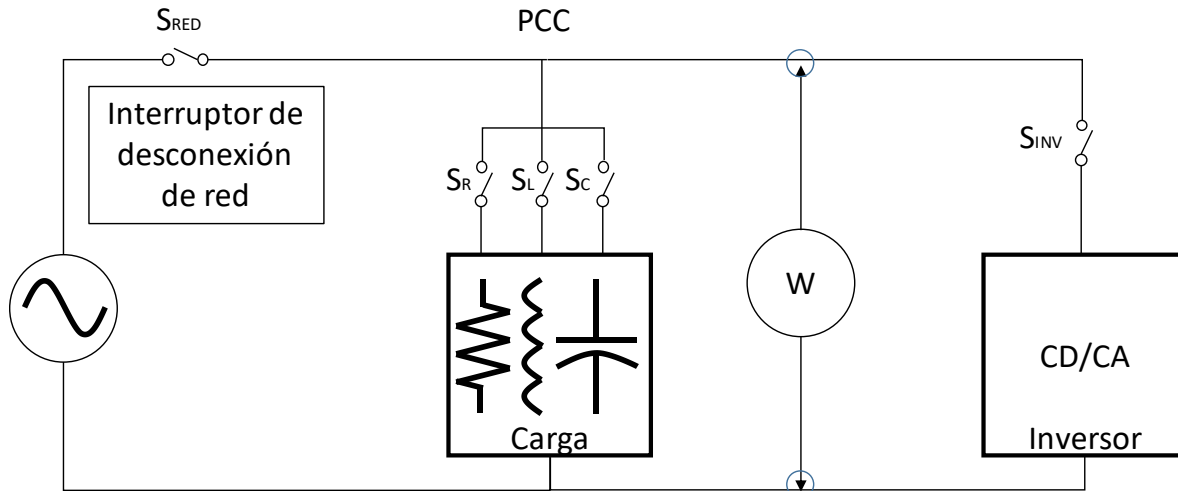 SRED
PCC
Interruptor de
desconexión
de red
SINV
SR
SL
SC
W
CD/CA
Carga
Inversor